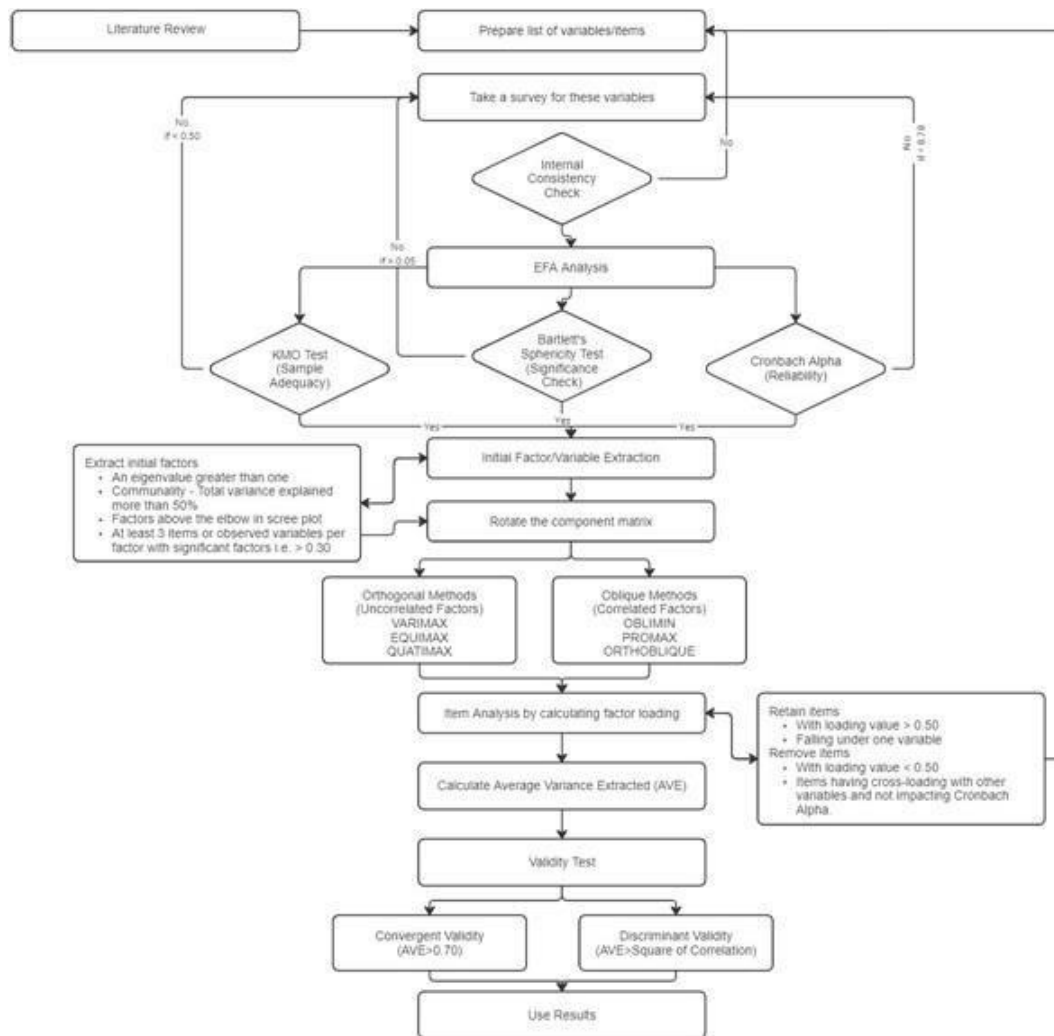 Literature Review
Prepare list of variables/items
Take a survey for these variables
No
if < 0.50
No
if > 0.05
No
No
Internal
Consistency
Check
EFA Analysis
KMO Test
(Sample
Adequacy)
Bartlett's
Sphericity Test
(Significance
Check)
Cronbach Alpha
(Reliability)
Yes
Yes
Yes
Initial Factor/Variable Extraction
Extract initial factors
• An eigenvalue greater than one
• Communality - Total variance explained
more than 50%
• Factors above the elbow in scree plot
• At least 3 items or observed variables per
factor with significant factors i.e. > 0.30
Rotate the component matrix
Orthogonal Methods
(Uncorrelated Factors)
VARIMAX
EQUIMAX
QUATIMAX
Oblique Methods
(Correlated Factors)
OBLIMIN
PROMAX
ORTHOBLIQUE
Item Analysis by calculating factor loading
Retain items
• With loading value > 0.50
• Falling under one variable
Remove items
• With loading value < 0.50
• Items having cross-loading with other
variables and not impacting Cronbach
Alpha.
Calculate Average Variance Extracted (AVE)
Validity Test
Convergent Validity
(AVE>0.70)
Discriminant Validity
(AVE>Square of Correlation)
Use Results